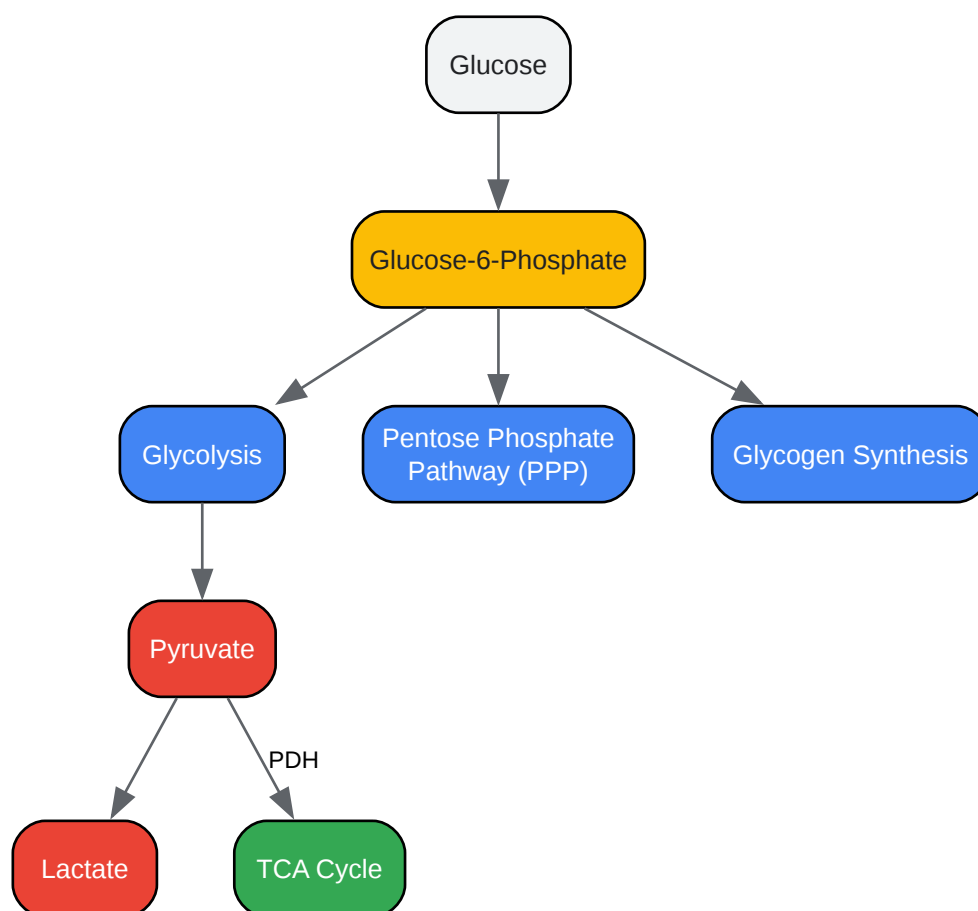 Glucose
Glucose-6-Phosphate
Glycolysis
Pentose Phosphate
Pathway (PPP)
Glycogen Synthesis
Pyruvate
PDH
Lactate
TCA Cycle